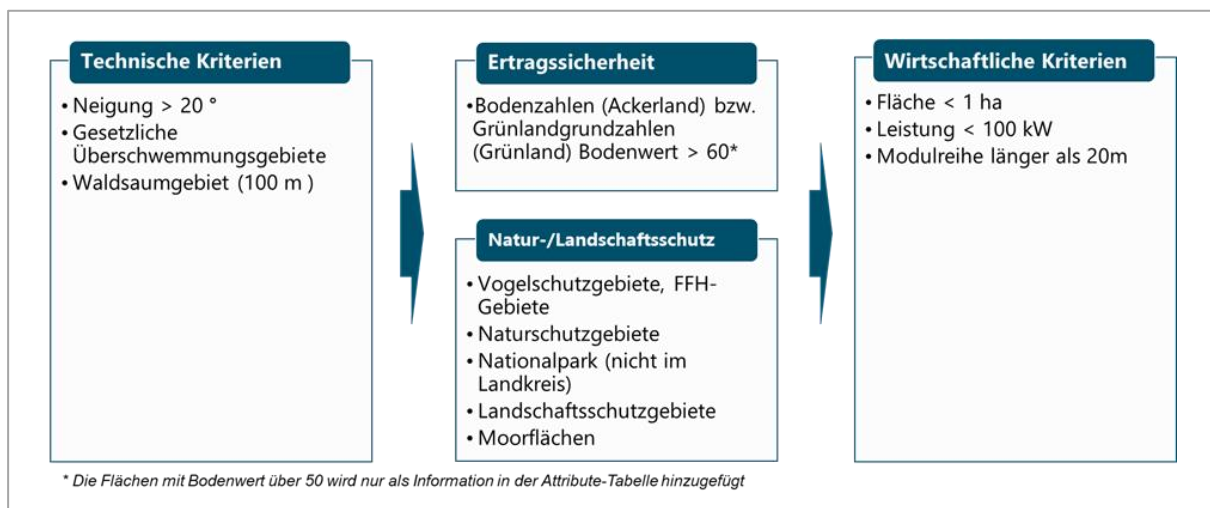 Technische Kriterien
• Neigung > 20 °
• Gesetzliche
Überschwemmungsgebiete
• Waldsaumgebiet (100 m )
Ertragssicherheit
•Bodenzahlen (Ackerland) bzw.
Grünlandgrundzahlen
(Grünland) Bodenwert > 60*
Natur-/Landschaftsschutz
• Vogelschutzgebiete, FFH-
Gebiete
• Naturschutzgebiete
• Nationalpark (nicht im
Landkreis)
• Landschaftsschutzgebiete
• Moorflächen
Wirtschaftliche Kriterien
• Fläche < 1 ha
• Leistung < 100 kW
• Modulreihe länger als 20m
* Die Flächen mit Bodenwert über 50 wird nur als Information in der Attribute-Tabelle hinzugefügt